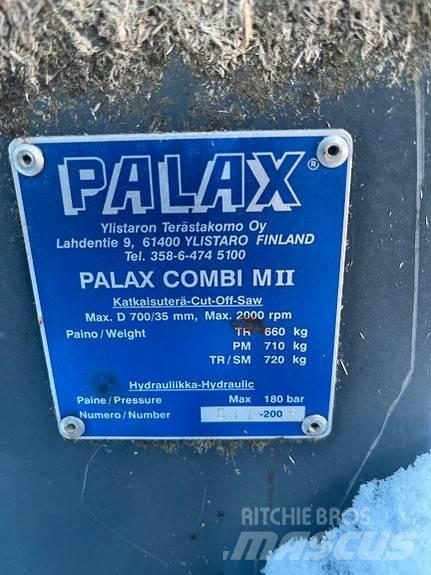 PALAX®
Ylistaron Terästakomo Oy
Lahdentie 9, 61400 YLISTARO FINLAND
Tel. 358-6-474 5100
PALAX COMBI M II
Katkaisuterä-Cut-Off-Saw
Max. D 700/35 mm, Max. 2000 rpm
Paino/Weight TR 660 kg
PM 710 kg
TR/SM 720 kg
Hydrauliikka-Hydraulic
Paine/Pressure Max 180 bar
Numero/Number -200
RITCHIE BROS.
MASCUS